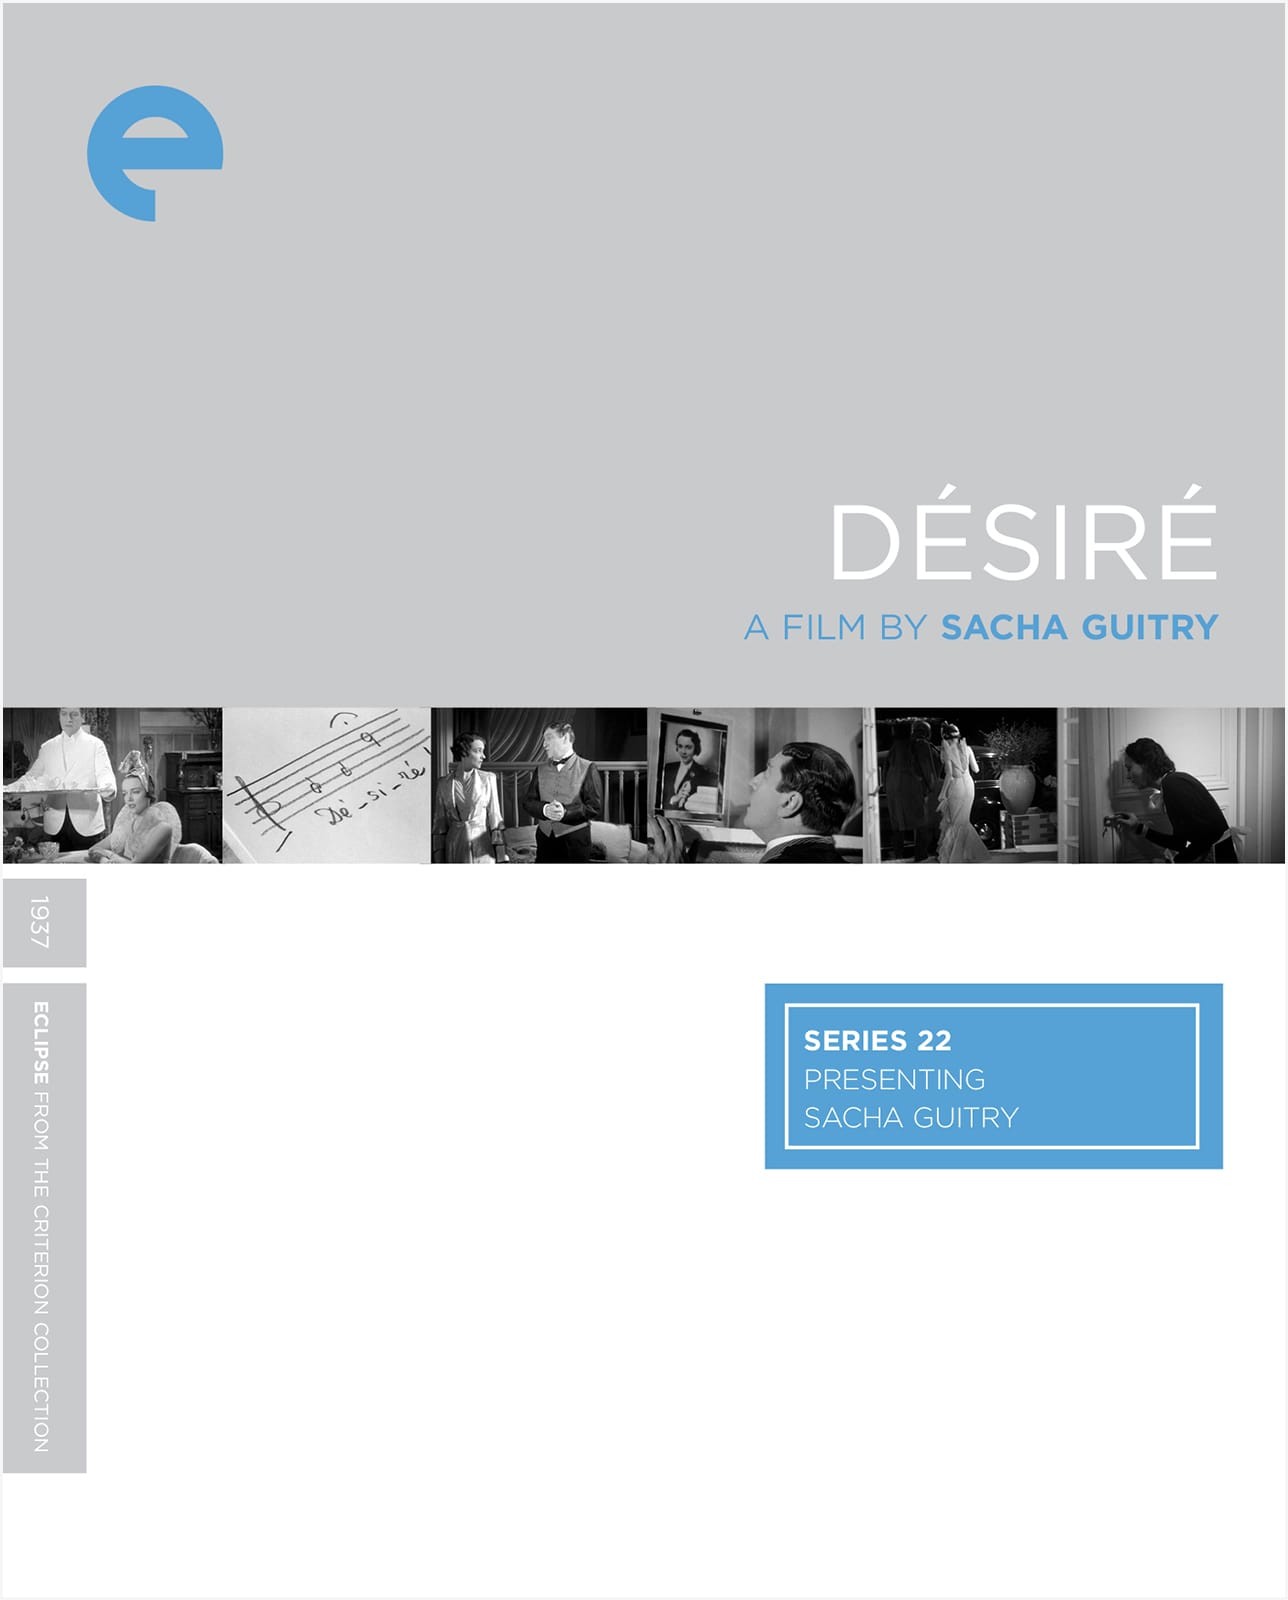 e
DÉSIRÉ
A FILM BY SACHA GUITRY
Dé-si-ré
1937
ECLIPSE FROM THE CRITERION COLLECTION
SERIES 22
PRESENTING
SACHA GUITRY